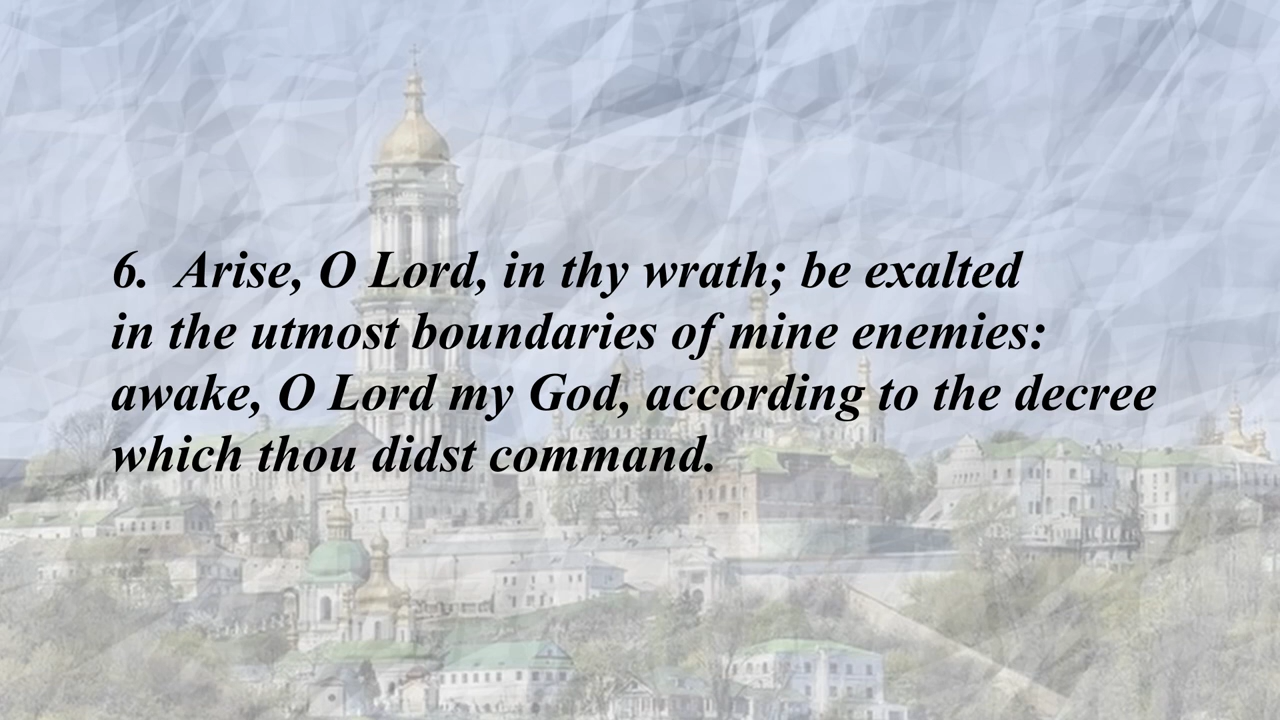 6. Arise, O Lord, in thy wrath; be exalted
in the utmost boundaries of mine enemies:
awake, O Lord my God, according to the decree
which thou didst command.